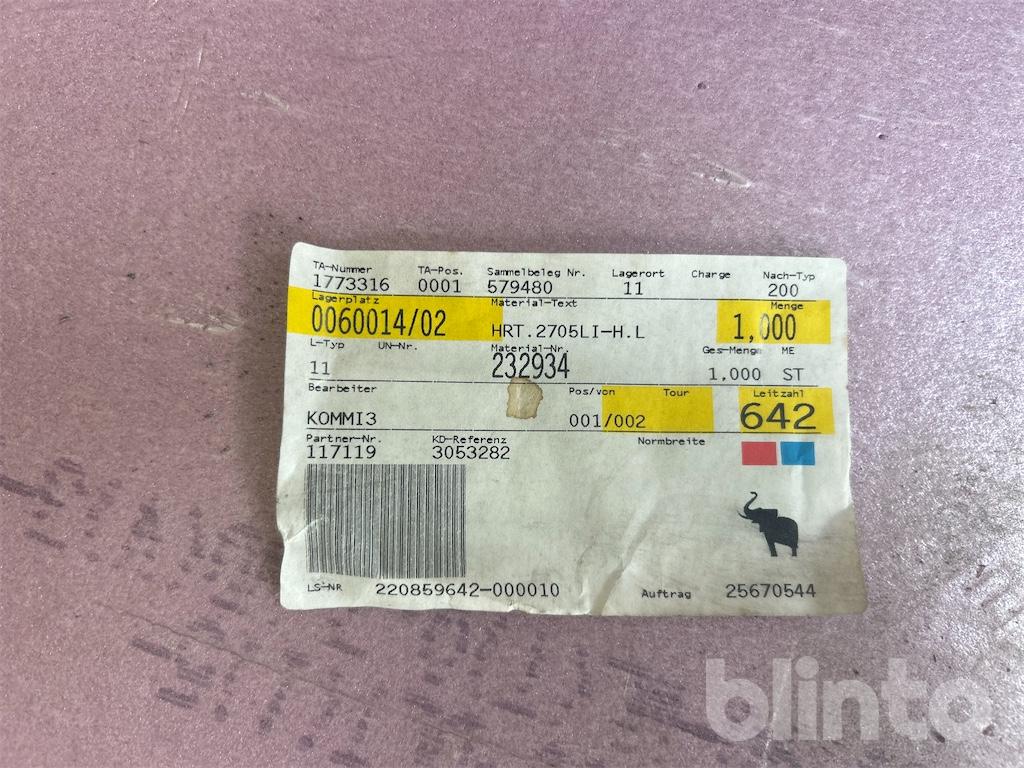 TA-Nummer TA-Pos. Sammelbeleg Nr. Lagerort Charge Nach-Typ
1773316 0001 579480 11 200
Lagerplatz Material-Text Menge
0060014/02 HRT.2705LI-H.L 1,000
L-Typ UN-Nr. Material-Nr. Ges-Menge ME
11 232934 1,000 ST
Bearbeiter Pos/von Tour Leitzahl
KOMMI3 001/002 642
Partner-Nr. KD-Referenz Normbreite
117119 3053282
LS-NR 220859642-000010 Auftrag 25670544
blinto